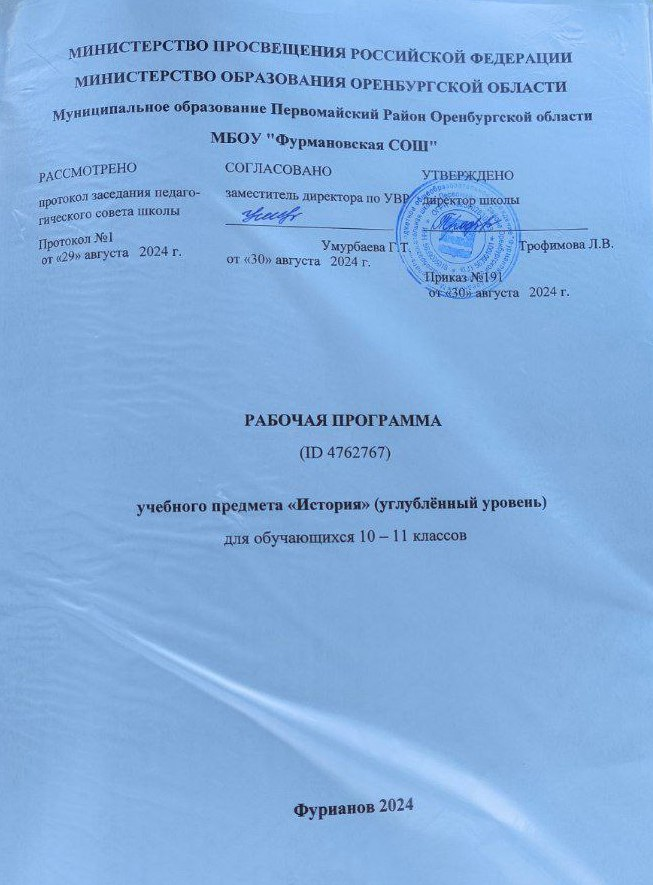 МИНИСТЕРСТВО ПРОСВЕЩЕНИЯ РОССИЙСКОЙ ФЕДЕРАЦИИ
МИНИСТЕРСТВО ОБРАЗОВАНИЯ ОРЕНБУРГСКОЙ ОБЛАСТИ
Муниципальное образование Первомайский Район Оренбургской области
МБОУ "Фурмановская СОШ"
РАССМОТРЕНО
протокол заседания педаго-
гического совета школы
Протокол №1
от «29» августа 2024 г.
СОГЛАСОВАНО
заместитель директора по УВР
Умурбаева Г.Т.
от «30» августа 2024 г.
УТВЕРЖДЕНО
директор школы
Трофимова Л.В.
Приказ №191
от «30» августа 2024 г.
РАБОЧАЯ ПРОГРАММА
(ID 4762767)
учебного предмета «История» (углублённый уровень)
для обучающихся 10 – 11 классов
Фурианов 2024